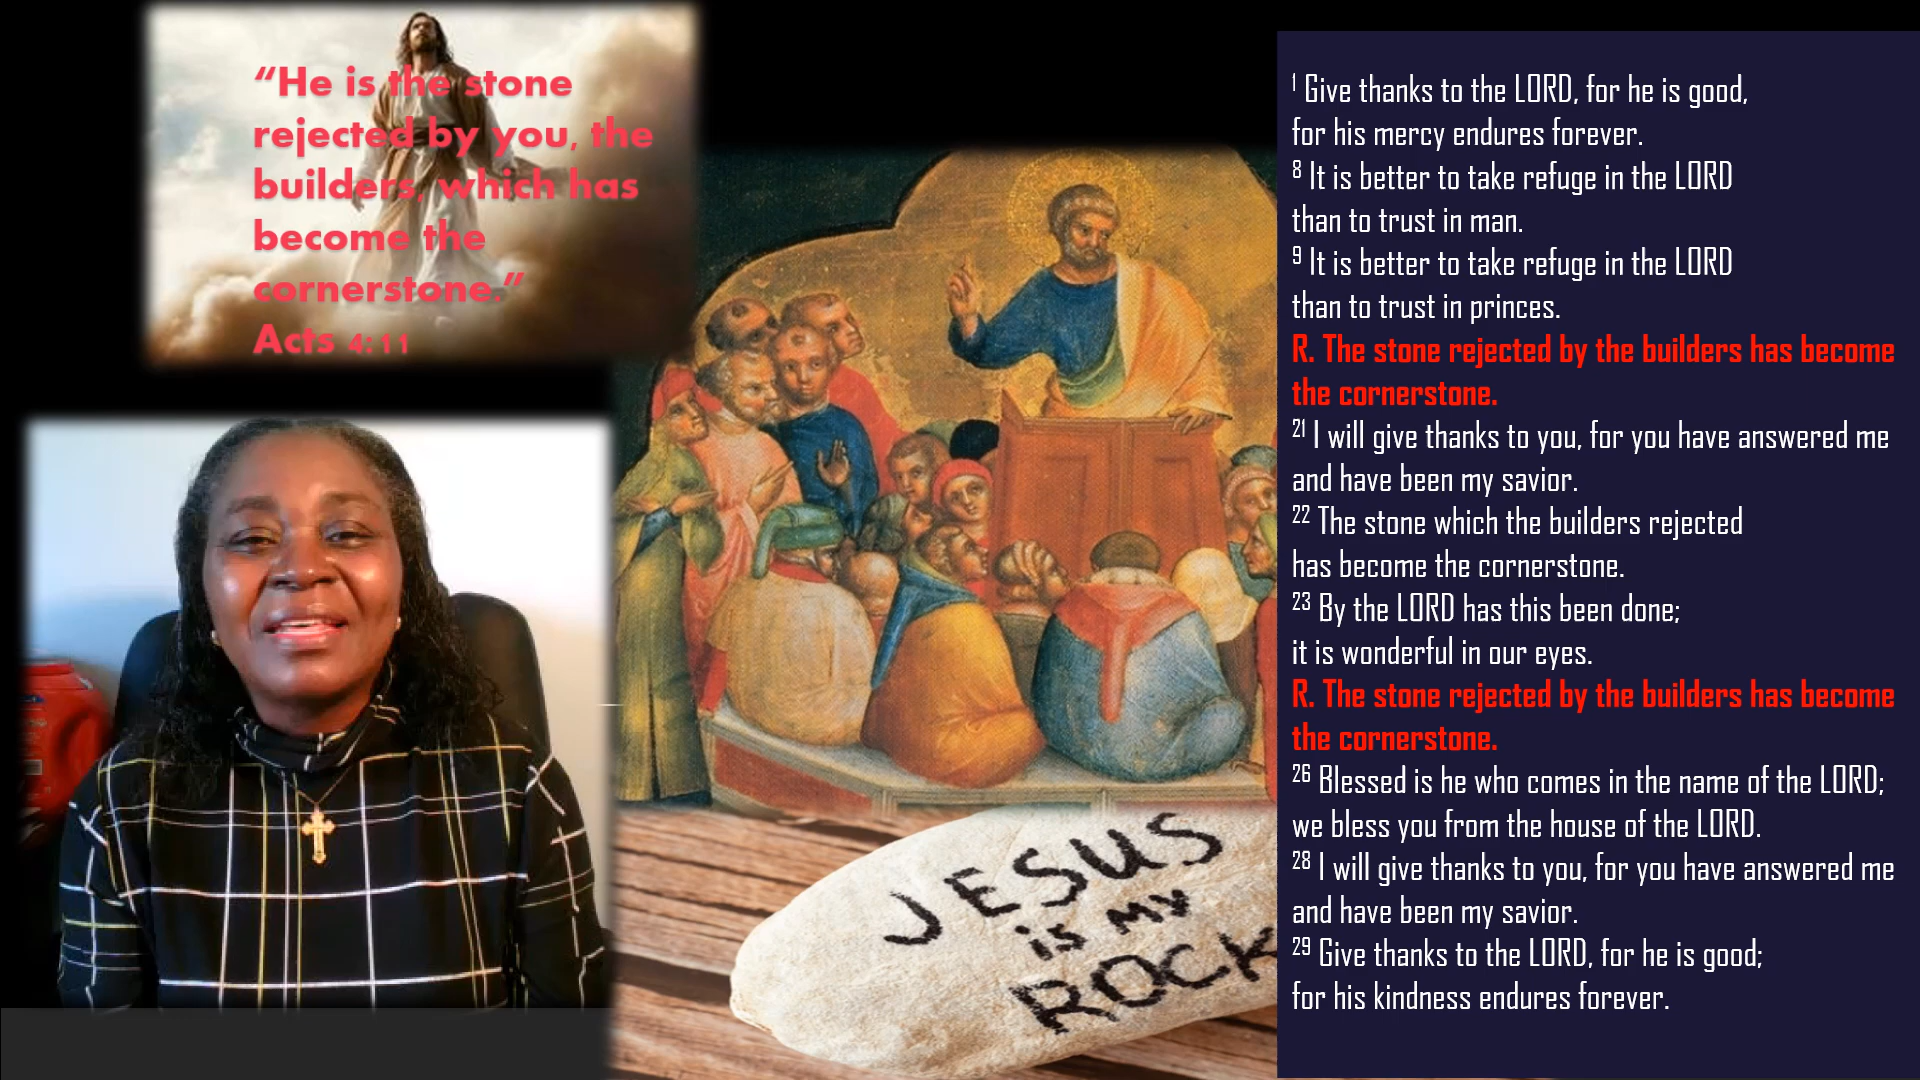 “He is the stone
rejected by you, the
builders, which has
become the
cornerstone.”
Acts 4:11
JESUS
is my
ROCK
1 Give thanks to the LORD, for he is good,
for his mercy endures forever.
8 It is better to take refuge in the LORD
than to trust in man.
9 It is better to take refuge in the LORD
than to trust in princes.
R. The stone rejected by the builders has become
the cornerstone.
21 I will give thanks to you, for you have answered me
and have been my savior.
22 The stone which the builders rejected
has become the cornerstone.
23 By the LORD has this been done;
it is wonderful in our eyes.
R. The stone rejected by the builders has become
the cornerstone.
26 Blessed is he who comes in the name of the LORD;
we bless you from the house of the LORD.
28 I will give thanks to you, for you have answered me
and have been my savior.
29 Give thanks to the LORD, for he is good;
for his kindness endures forever.